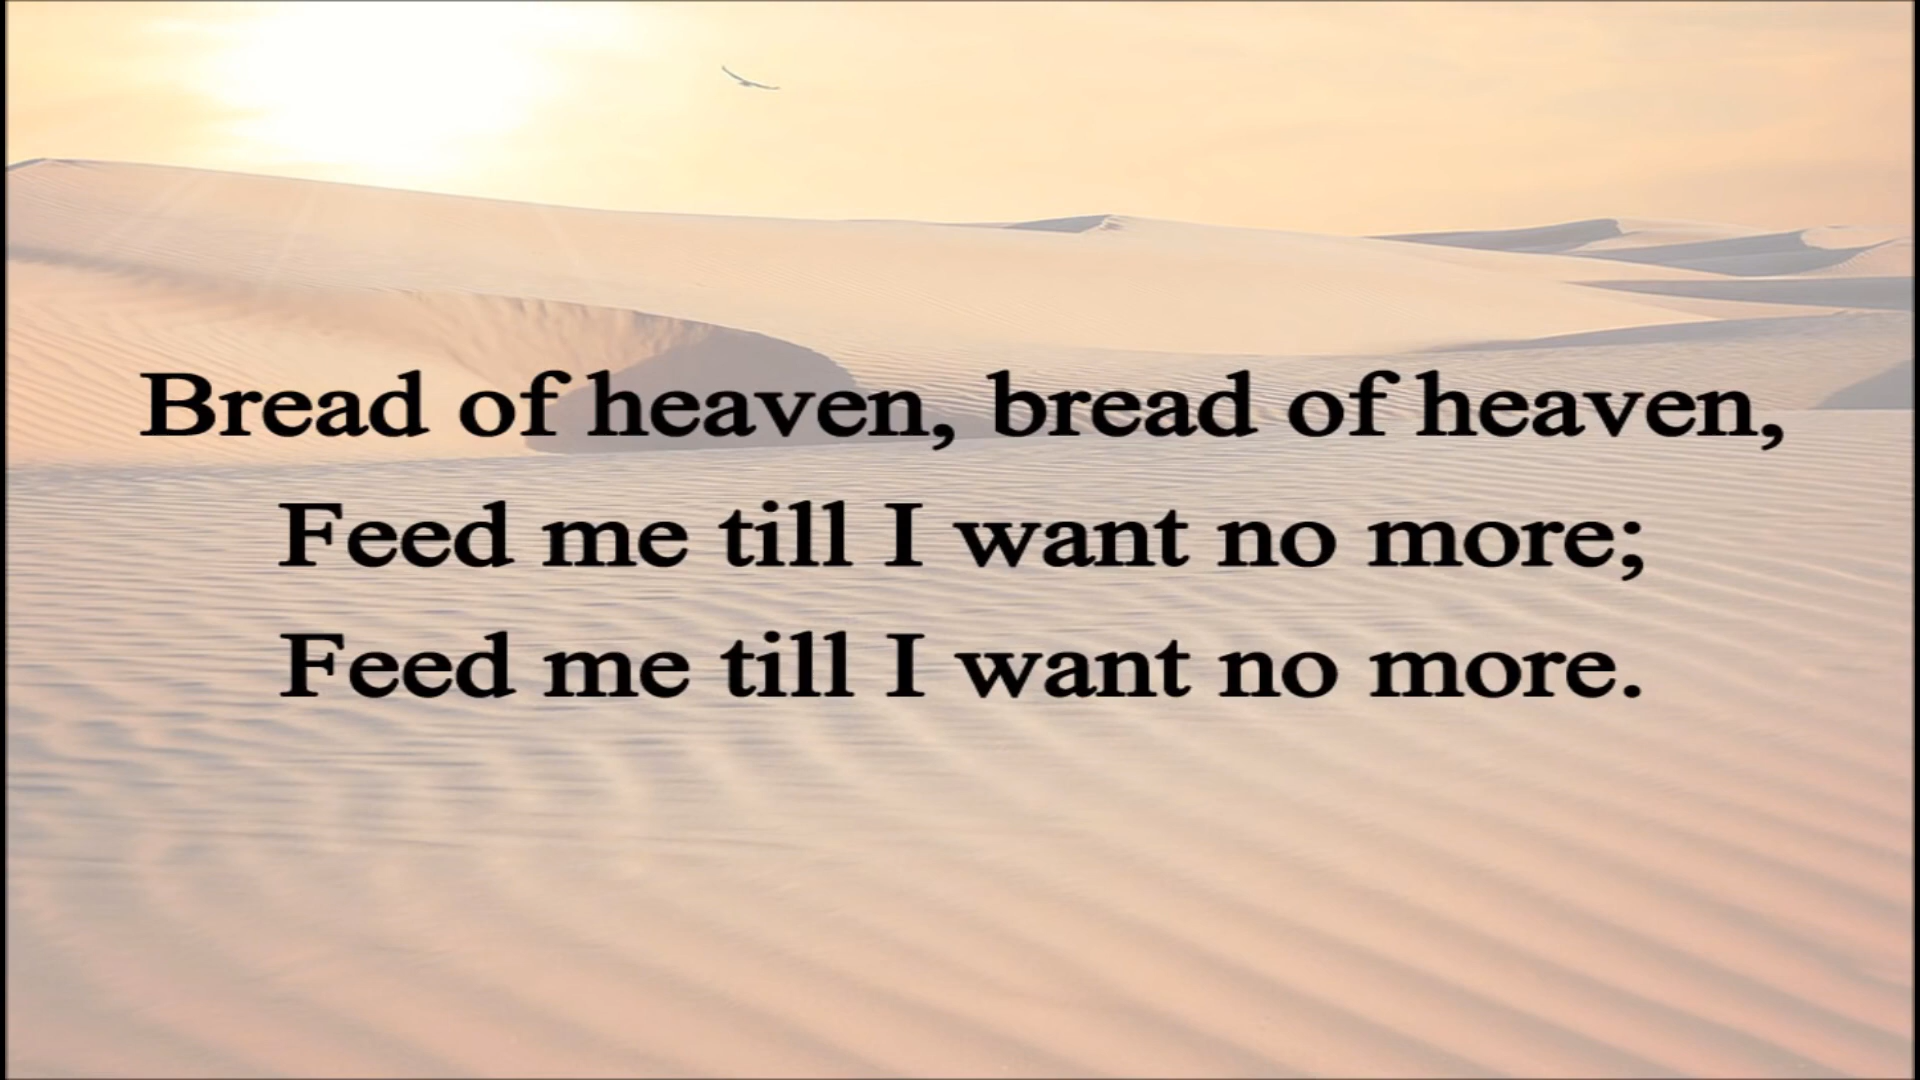 Bread of heaven, bread of heaven,
Feed me till I want no more;
Feed me till I want no more.